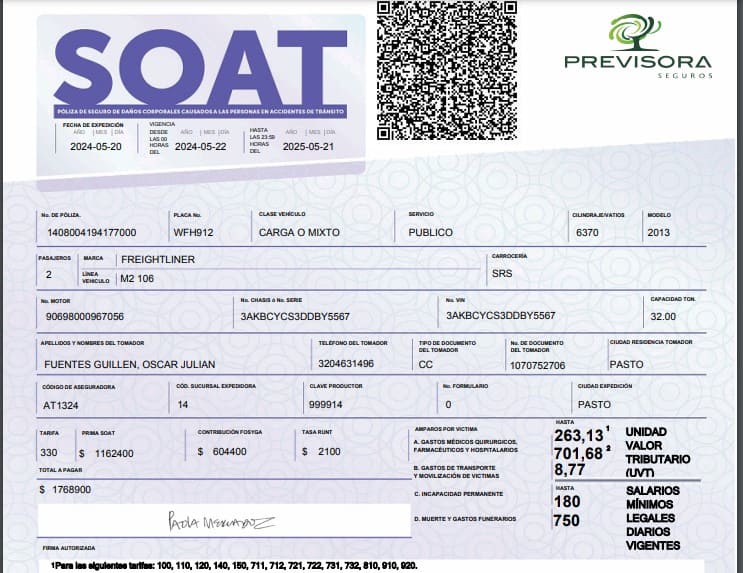 SOAT
PÓLIZA DE SEGURO DE DAÑOS CORPORALES CAUSADOS A LAS PERSONAS EN ACCIDENTES DE TRÁNSITO
PREVISORA
SEGUROS
FECHA DE EXPEDICIÓN
AÑO | MES | DÍA
2024-05-20
VIGENCIA
DESDE LAS 00 HORAS DEL
AÑO | MES | DÍA
2024-05-22
HASTA LAS 23:59 HORAS DEL
AÑO | MES | DÍA
2025-05-21
No. DE PÓLIZA. PLACA No. CLASE VEHÍCULO SERVICIO CILINDRAJE/VATIOS MODELO
1408004194177000 WFH912 CARGA O MIXTO PUBLICO 6370 2013
PASAJEROS MARCA FREIGHTLINER CARROCERÍA
2 LÍNEA VEHICULO M2 106 SRS
No. MOTOR No. CHASIS ó No. SERIE No. VIN CAPACIDAD TON.
90698000967056 3AKBCYCS3DDBY5567 3AKBCYCS3DDBY5567 32.00
APELLIDOS Y NOMBRES DEL TOMADOR TELÉFONO DEL TOMADOR TIPO DE DOCUMENTO DEL TOMADOR No. DE DOCUMENTO DEL TOMADOR CIUDAD RESIDENCIA TOMADOR
FUENTES GUILLEN, OSCAR JULIAN 3204631496 CC 1070752706 PASTO
CÓDIGO DE ASEGURADORA CÓD. SUCURSAL EXPEDIDORA CLAVE PRODUCTOR No. FORMULARIO CIUDAD EXPEDICIÓN
AT1324 14 999914 0 PASTO
TARIFA PRIMA SOAT CONTRIBUCIÓN FOSYGA TASA RUNT
330 $ 1162400 $ 604400 $ 2100
TOTAL A PAGAR
$ 1768900
AMPAROS POR VICTIMA
A. GASTOS MÉDICOS QUIRURGICOS, FARMACÉUTICOS Y HOSPITALARIOS
B. GASTOS DE TRANSPORTE Y MOVILIZACIÓN DE VICTIMAS
C. INCAPACIDAD PERMANENTE
D. MUERTE Y GASTOS FUNERARIOS
HASTA
263,13¹
701,68²
8,77
UNIDAD
VALOR
TRIBUTARIO
(UVT)
HASTA
180
750
SALARIOS
MÍNIMOS
LEGALES
DIARIOS
VIGENTES
FIRMA AUTORIZADA
¹Para las siguientes tarifas: 100, 110, 120, 140, 150, 711, 712, 721, 722, 731, 732, 810, 910, 920.